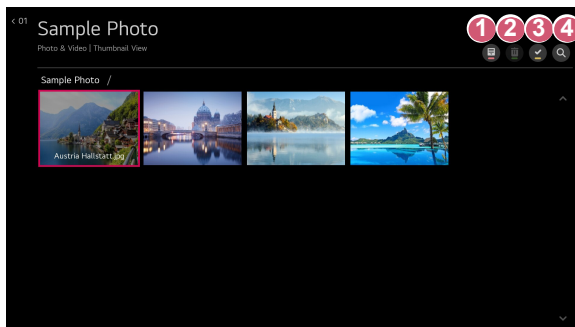 < 01
Sample Photo
Photo & Video | Thumbnail View
1 2 3 4
Sample Photo /
Austria Hallstatt.jpg